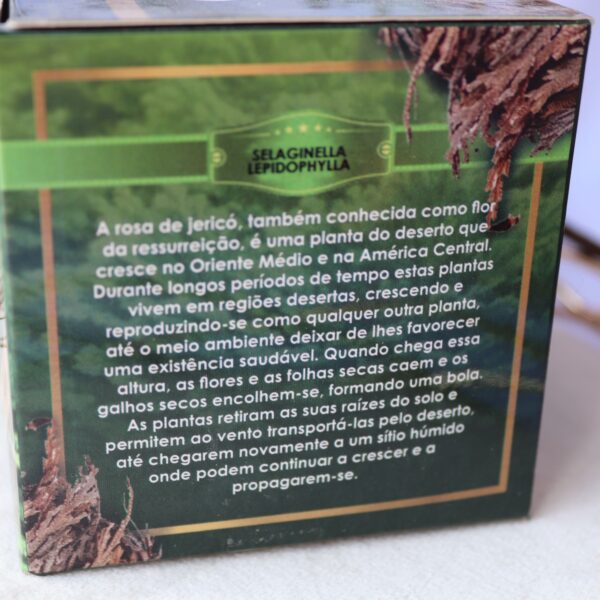 SELAGINELLA
LEPIDOPHYLLA
A rosa de jericó, também conhecida como flor
da ressurreição, é uma planta do deserto que
cresce no Oriente Médio e na América Central.
Durante longos períodos de tempo estas plantas
vivem em regiões desertas, crescendo e
reproduzindo-se como qualquer outra planta,
até o meio ambiente deixar de lhes favorecer
uma existência saudável. Quando chega essa
altura, as flores e as folhas secas caem e os
galhos secos encolhem-se, formando uma bola.
As plantas retiram as suas raízes do solo e
permitem ao vento transportá-las pelo deserto,
até chegarem novamente a um sítio húmido
onde podem continuar a crescer e a
propagarem-se.